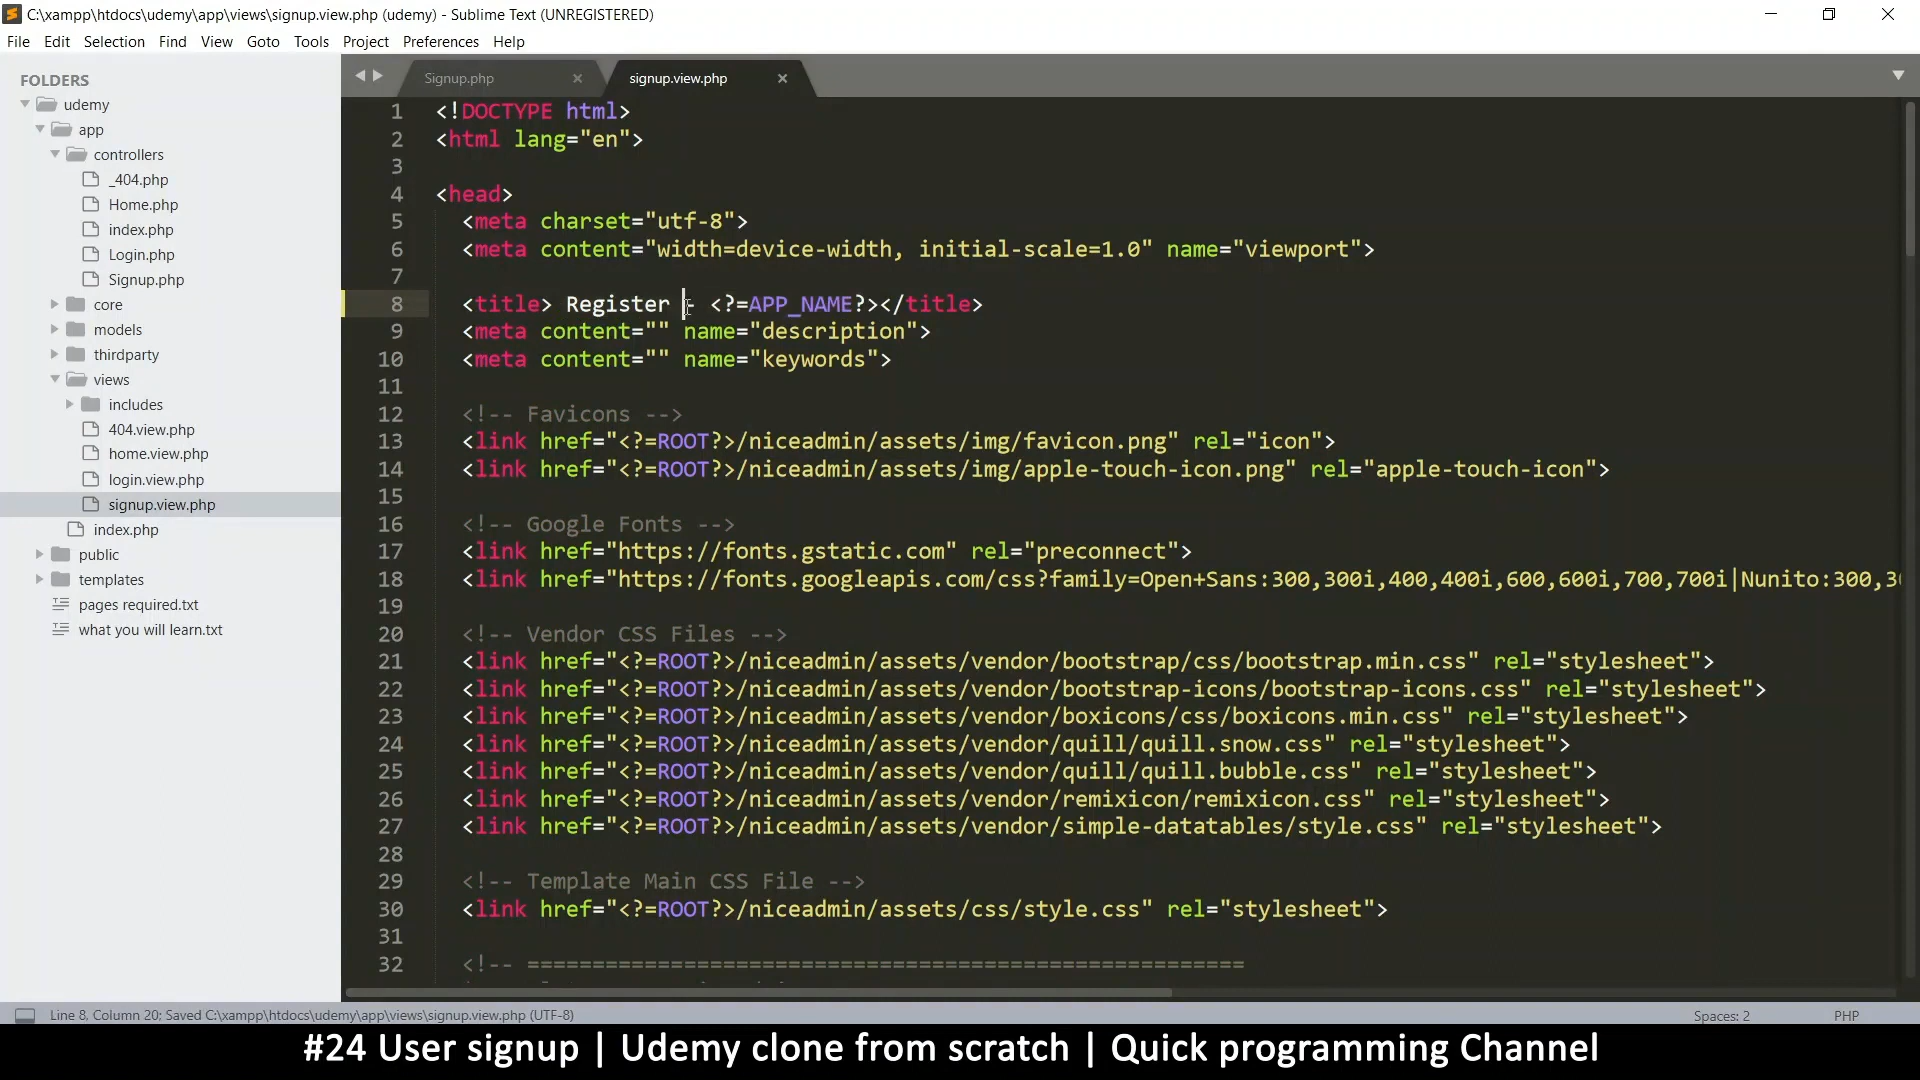 C:\xampp\htdocs\udemy\app\views\signup.view.php (udemy) - Sublime Text (UNREGISTERED)
File Edit Selection Find View Goto Tools Project Preferences Help
FOLDERS
udemy
app
controllers
_404.php
Home.php
index.php
Login.php
Signup.php
core
models
thirdparty
views
includes
404.view.php
home.view.php
login.view.php
signup.view.php
index.php
public
templates
pages required.txt
what you will learn.txt
Signup.php
signup.view.php
1 <!DOCTYPE html>
2 <html lang="en">
3
4 <head>
5 <meta charset="utf-8">
6 <meta content="width=device-width, initial-scale=1.0" name="viewport">
7
8 <title> Register - <?=APP_NAME?></title>
9 <meta content="" name="description">
10 <meta content="" name="keywords">
11
12 <!-- Favicons -->
13 <link href="<?=ROOT?>/niceadmin/assets/img/favicon.png" rel="icon">
14 <link href="<?=ROOT?>/niceadmin/assets/img/apple-touch-icon.png" rel="apple-touch-icon">
15
16 <!-- Google Fonts -->
17 <link href="https://fonts.gstatic.com" rel="preconnect">
18 <link href="https://fonts.googleapis.com/css?family=Open+Sans:300,300i,400,400i,600,600i,700,700i|Nunito:300,3
19
20 <!-- Vendor CSS Files -->
21 <link href="<?=ROOT?>/niceadmin/assets/vendor/bootstrap/css/bootstrap.min.css" rel="stylesheet">
22 <link href="<?=ROOT?>/niceadmin/assets/vendor/bootstrap-icons/bootstrap-icons.css" rel="stylesheet">
23 <link href="<?=ROOT?>/niceadmin/assets/vendor/boxicons/css/boxicons.min.css" rel="stylesheet">
24 <link href="<?=ROOT?>/niceadmin/assets/vendor/quill/quill.snow.css" rel="stylesheet">
25 <link href="<?=ROOT?>/niceadmin/assets/vendor/quill/quill.bubble.css" rel="stylesheet">
26 <link href="<?=ROOT?>/niceadmin/assets/vendor/remixicon/remixicon.css" rel="stylesheet">
27 <link href="<?=ROOT?>/niceadmin/assets/vendor/simple-datatables/style.css" rel="stylesheet">
28
29 <!-- Template Main CSS File -->
30 <link href="<?=ROOT?>/niceadmin/assets/css/style.css" rel="stylesheet">
31
32 <!-- =======================================================
Line 8, Column 20; Saved C:\xampp\htdocs\udemy\app\views\signup.view.php (UTF-8)
Spaces: 2
PHP
#24 User signup | Udemy clone from scratch | Quick programming Channel